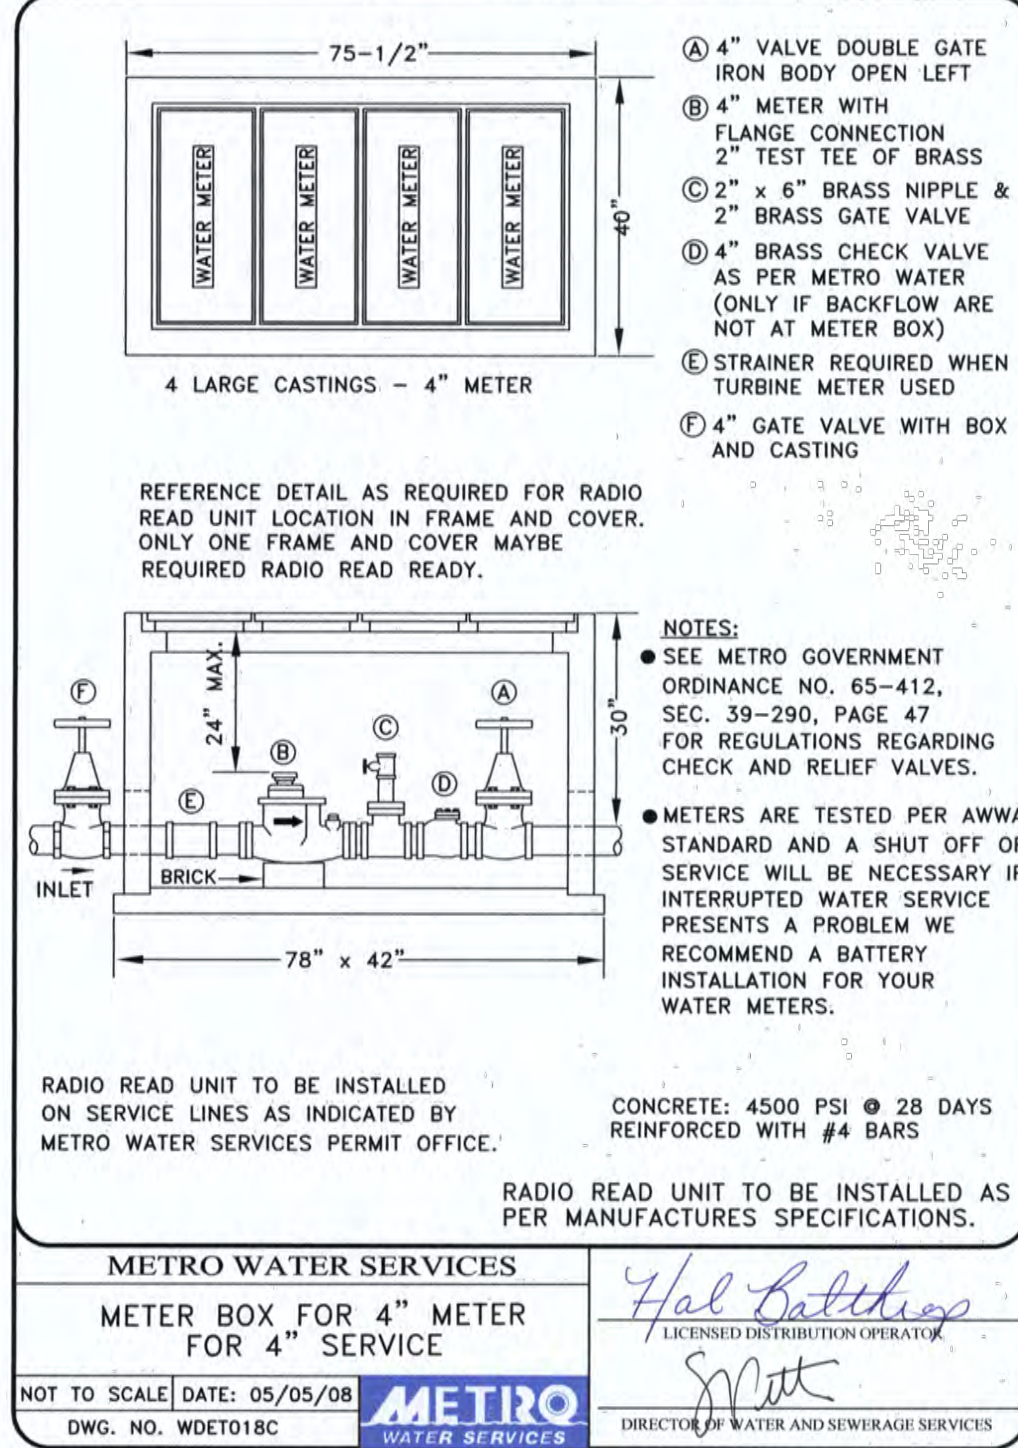 75-1/2"
WATER METER
WATER METER
WATER METER
WATER METER
40"
4 LARGE CASTINGS - 4" METER
Ⓐ 4" VALVE DOUBLE GATE
IRON BODY OPEN LEFT
Ⓑ 4" METER WITH
FLANGE CONNECTION
2" TEST TEE OF BRASS
Ⓒ 2" x 6" BRASS NIPPLE &
2" BRASS GATE VALVE
Ⓓ 4" BRASS CHECK VALVE
AS PER METRO WATER
(ONLY IF BACKFLOW ARE
NOT AT METER BOX)
Ⓔ STRAINER REQUIRED WHEN
TURBINE METER USED
Ⓕ 4" GATE VALVE WITH BOX
AND CASTING
REFERENCE DETAIL AS REQUIRED FOR RADIO
READ UNIT LOCATION IN FRAME AND COVER.
ONLY ONE FRAME AND COVER MAYBE
REQUIRED RADIO READ READY.
24" MAX.
30"
Ⓕ
Ⓔ
Ⓑ
Ⓒ
Ⓓ
Ⓐ
INLET
BRICK
78" x 42"
NOTES:
● SEE METRO GOVERNMENT
ORDINANCE NO. 65-412,
SEC. 39-290, PAGE 47
FOR REGULATIONS REGARDING
CHECK AND RELIEF VALVES.
● METERS ARE TESTED PER AWWA
STANDARD AND A SHUT OFF OF
SERVICE WILL BE NECESSARY IF
INTERRUPTED WATER SERVICE
PRESENTS A PROBLEM WE
RECOMMEND A BATTERY
INSTALLATION FOR YOUR
WATER METERS.
RADIO READ UNIT TO BE INSTALLED
ON SERVICE LINES AS INDICATED BY
METRO WATER SERVICES PERMIT OFFICE.
CONCRETE: 4500 PSI @ 28 DAYS
REINFORCED WITH #4 BARS
RADIO READ UNIT TO BE INSTALLED AS
PER MANUFACTURES SPECIFICATIONS.
METRO WATER SERVICES
METER BOX FOR 4" METER
FOR 4" SERVICE
NOT TO SCALE
DATE: 05/05/08
DWG. NO. WDET018C
METRO
WATER SERVICES
Hal
LICENSED DISTRIBUTION OPERATOR
DIRECTOR OF WATER AND SEWERAGE SERVICES